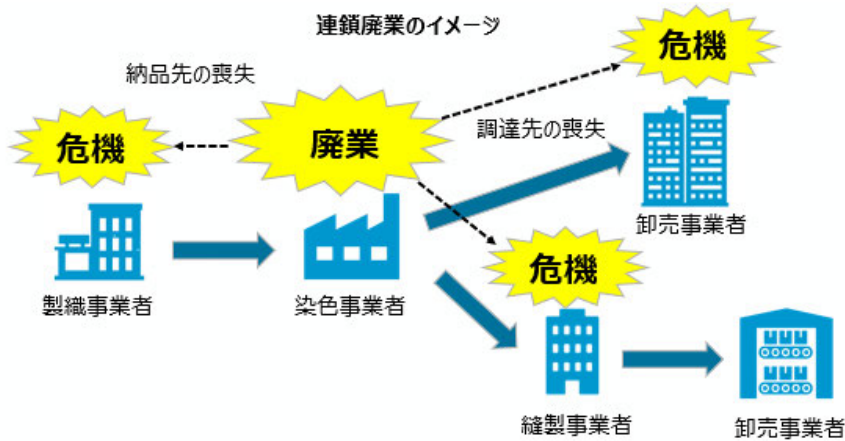 連鎖廃業のイメージ
危機
納品先の喪失
廃業
調達先の喪失
危機
卸売事業者
危機
製織事業者
染色事業者
縫製事業者
卸売事業者